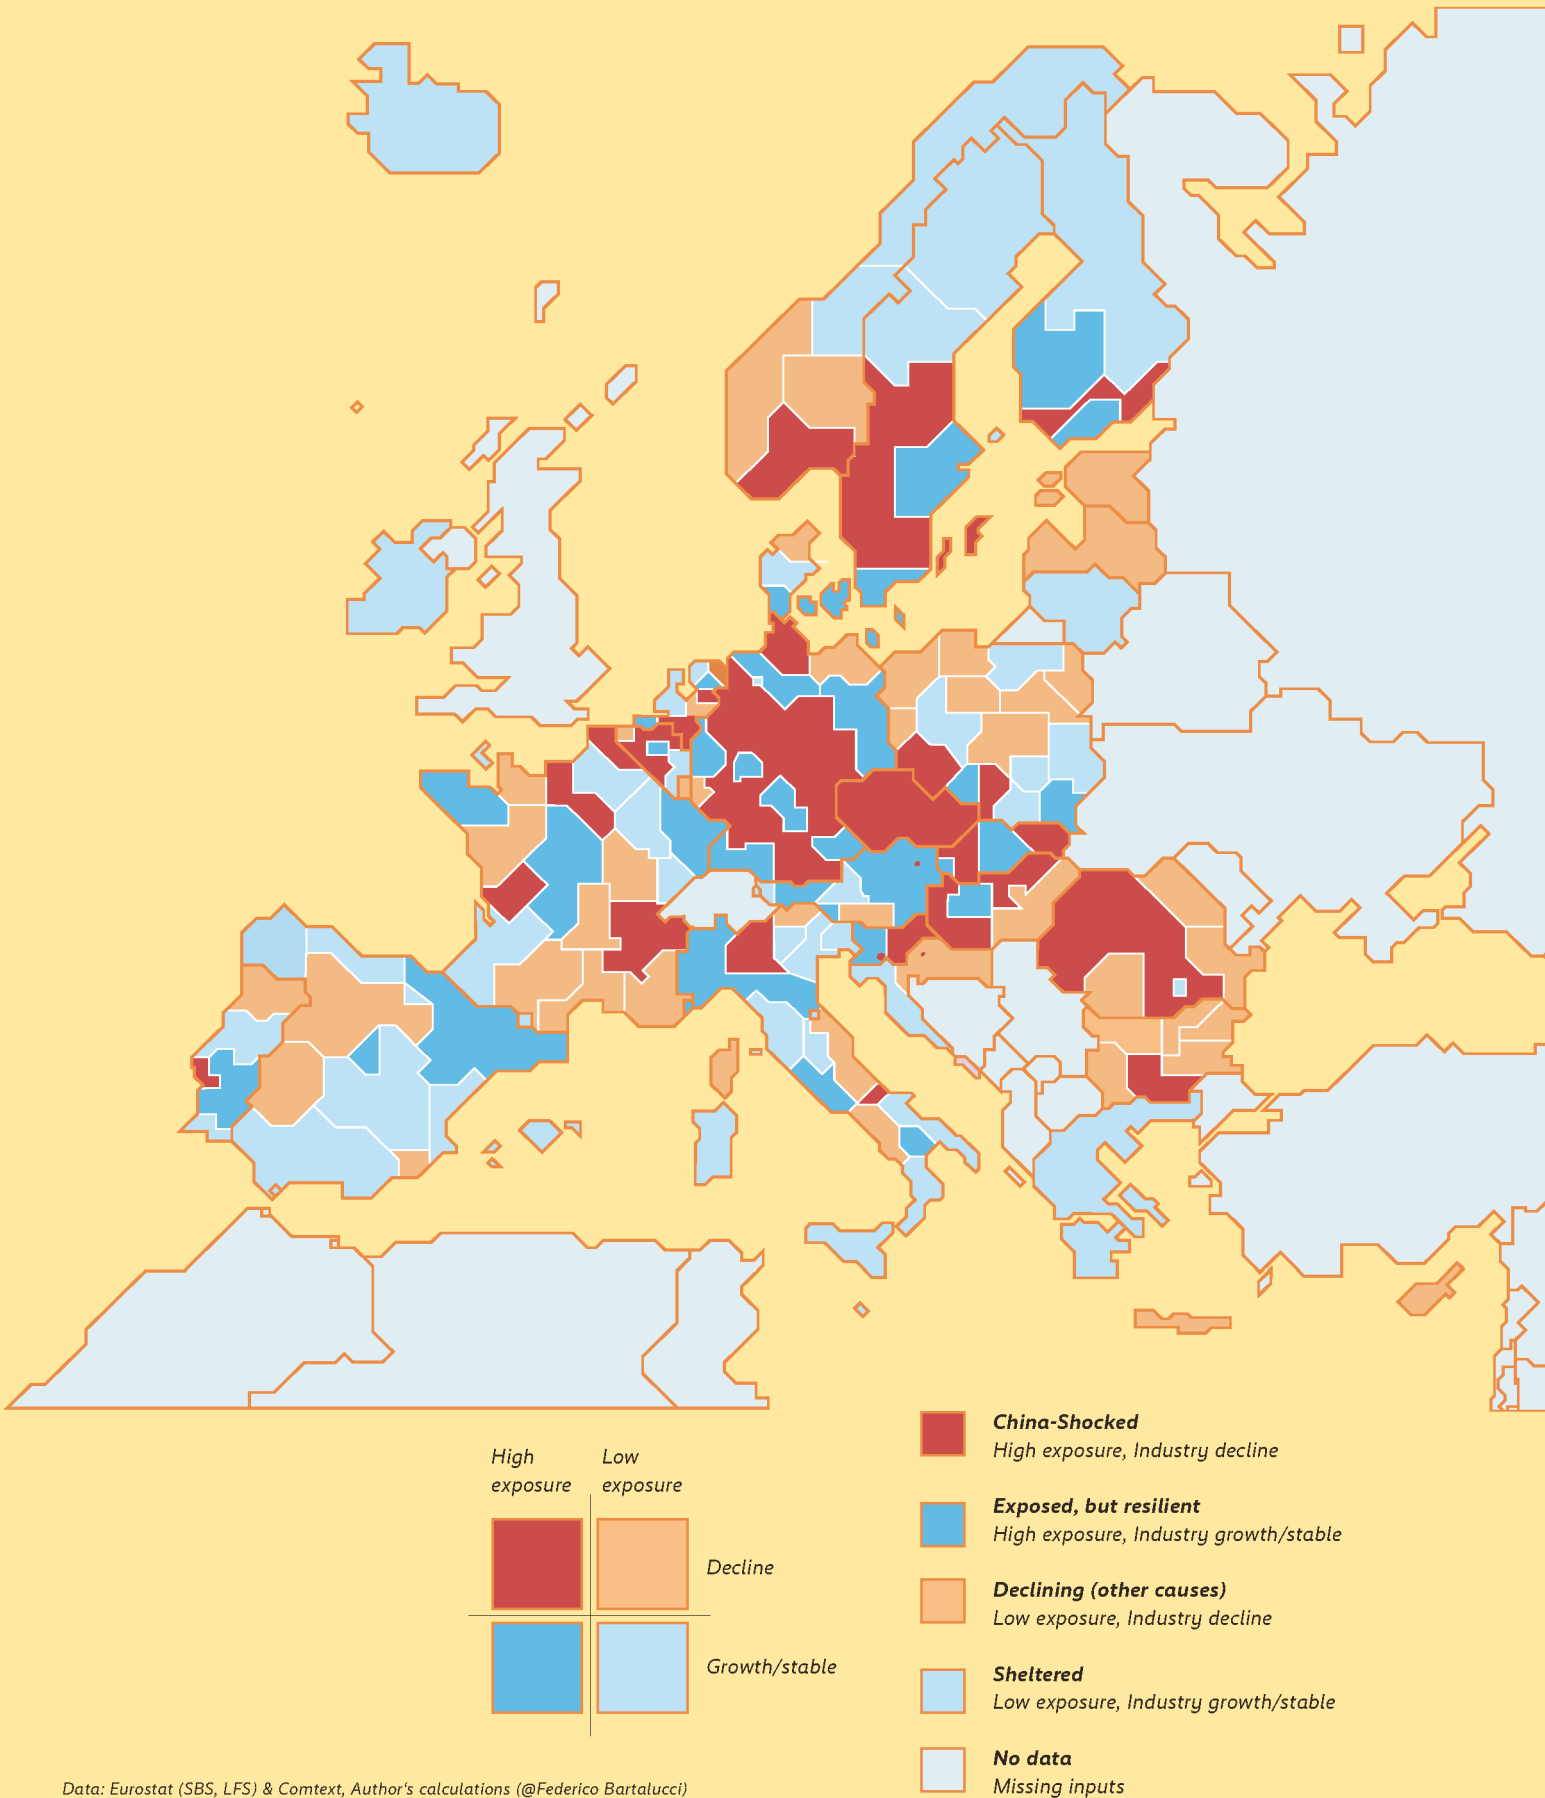 High
exposure
Low
exposure
Decline
Growth/stable
China-Shocked
High exposure, Industry decline
Exposed, but resilient
High exposure, Industry growth/stable
Declining (other causes)
Low exposure, Industry decline
Sheltered
Low exposure, Industry growth/stable
No data
Missing inputs
Data: Eurostat (SBS, LFS) & Comtext, Author's calculations (@Federico Bartalucci)